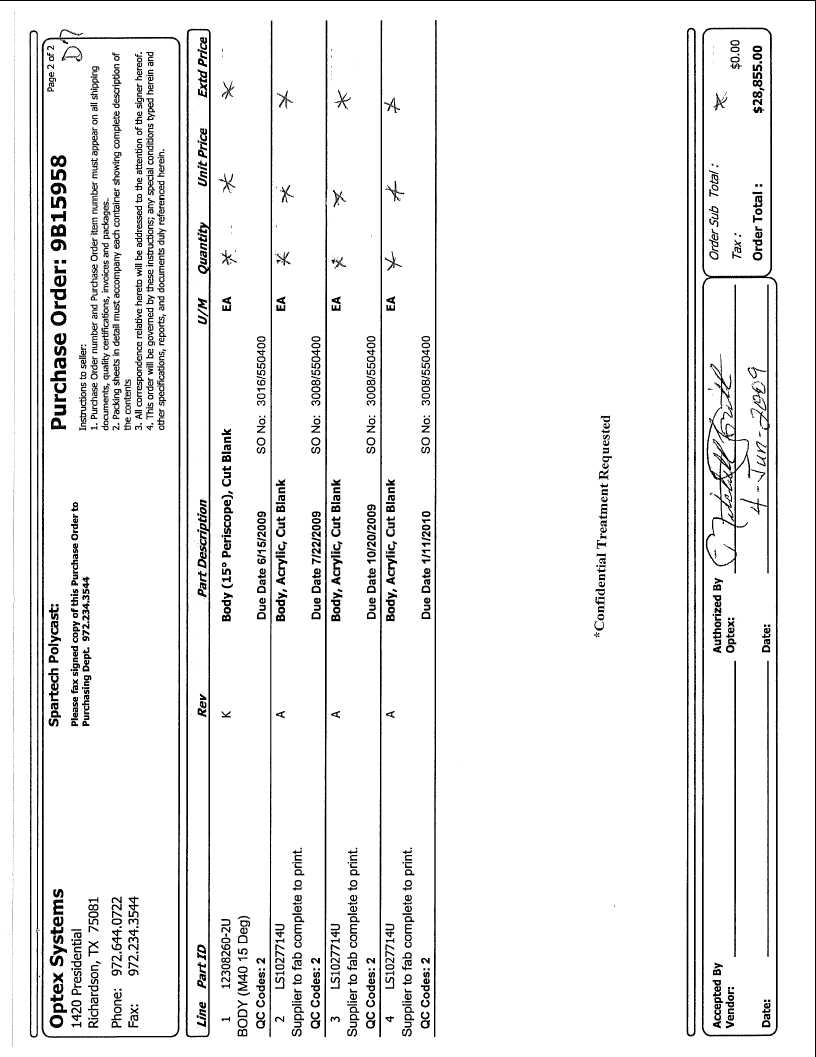 Optex Systems
1420 Presidential
Richardson, TX 75081
Phone: 972.644.0722
Fax: 972.234.3544
Spartech Polycast:
Please fax signed copy of this Purchase Order to
Purchasing Dept. 972.234.3544
Purchase Order: 9B15958
Page 2 of 2
Instructions to seller:
1. Purchase Order number and Purchase Order item number must appear on all shipping
documents, quality certifications, invoices and packages.
2. Packing sheets in detail must accompany each container showing complete description of
the contents
3. All correspondence relative hereto will be addressed to the attention of the signer hereof.
4. This order will be governed by these instructions; any special conditions typed herein and
other specifications, reports, and documents duly referenced herein.
Line Part ID Rev Part Description U/M Quantity Unit Price Extd Price
1 12308260-2U K Body (15° Periscope), Cut Blank EA * * *
BODY (M40 15 Deg)
QC Codes: 2 Due Date 6/15/2009 SO No: 3016/550400
2 LS1027714U A Body, Acrylic, Cut Blank EA * * *
Supplier to fab complete to print.
QC Codes: 2 Due Date 7/22/2009 SO No: 3008/550400
3 LS1027714U A Body, Acrylic, Cut Blank EA * * *
Supplier to fab complete to print.
QC Codes: 2 Due Date 10/20/2009 SO No: 3008/550400
4 LS1027714U A Body, Acrylic, Cut Blank EA * * *
Supplier to fab complete to print.
QC Codes: 2 Due Date 1/11/2010 SO No: 3008/550400
*Confidential Treatment Requested
Order Sub Total : *
Tax : $0.00
Order Total : $28,855.00
Accepted By
Vendor:
Date:
Authorized By
Optex:
Date: 4-Jun-2009